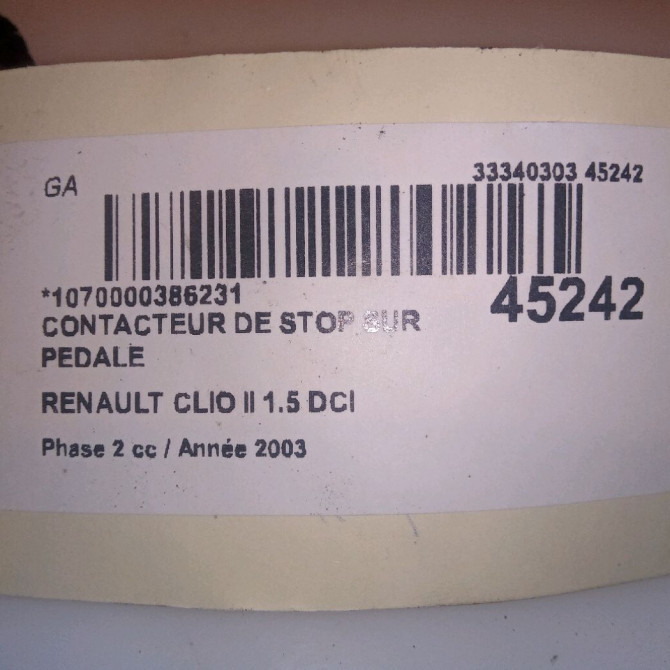 GA
33340303 45242
*1070000386231
45242
CONTACTEUR DE STOP SUR
PEDALE
RENAULT CLIO II 1.5 DCI
Phase 2 cc / Année 2003